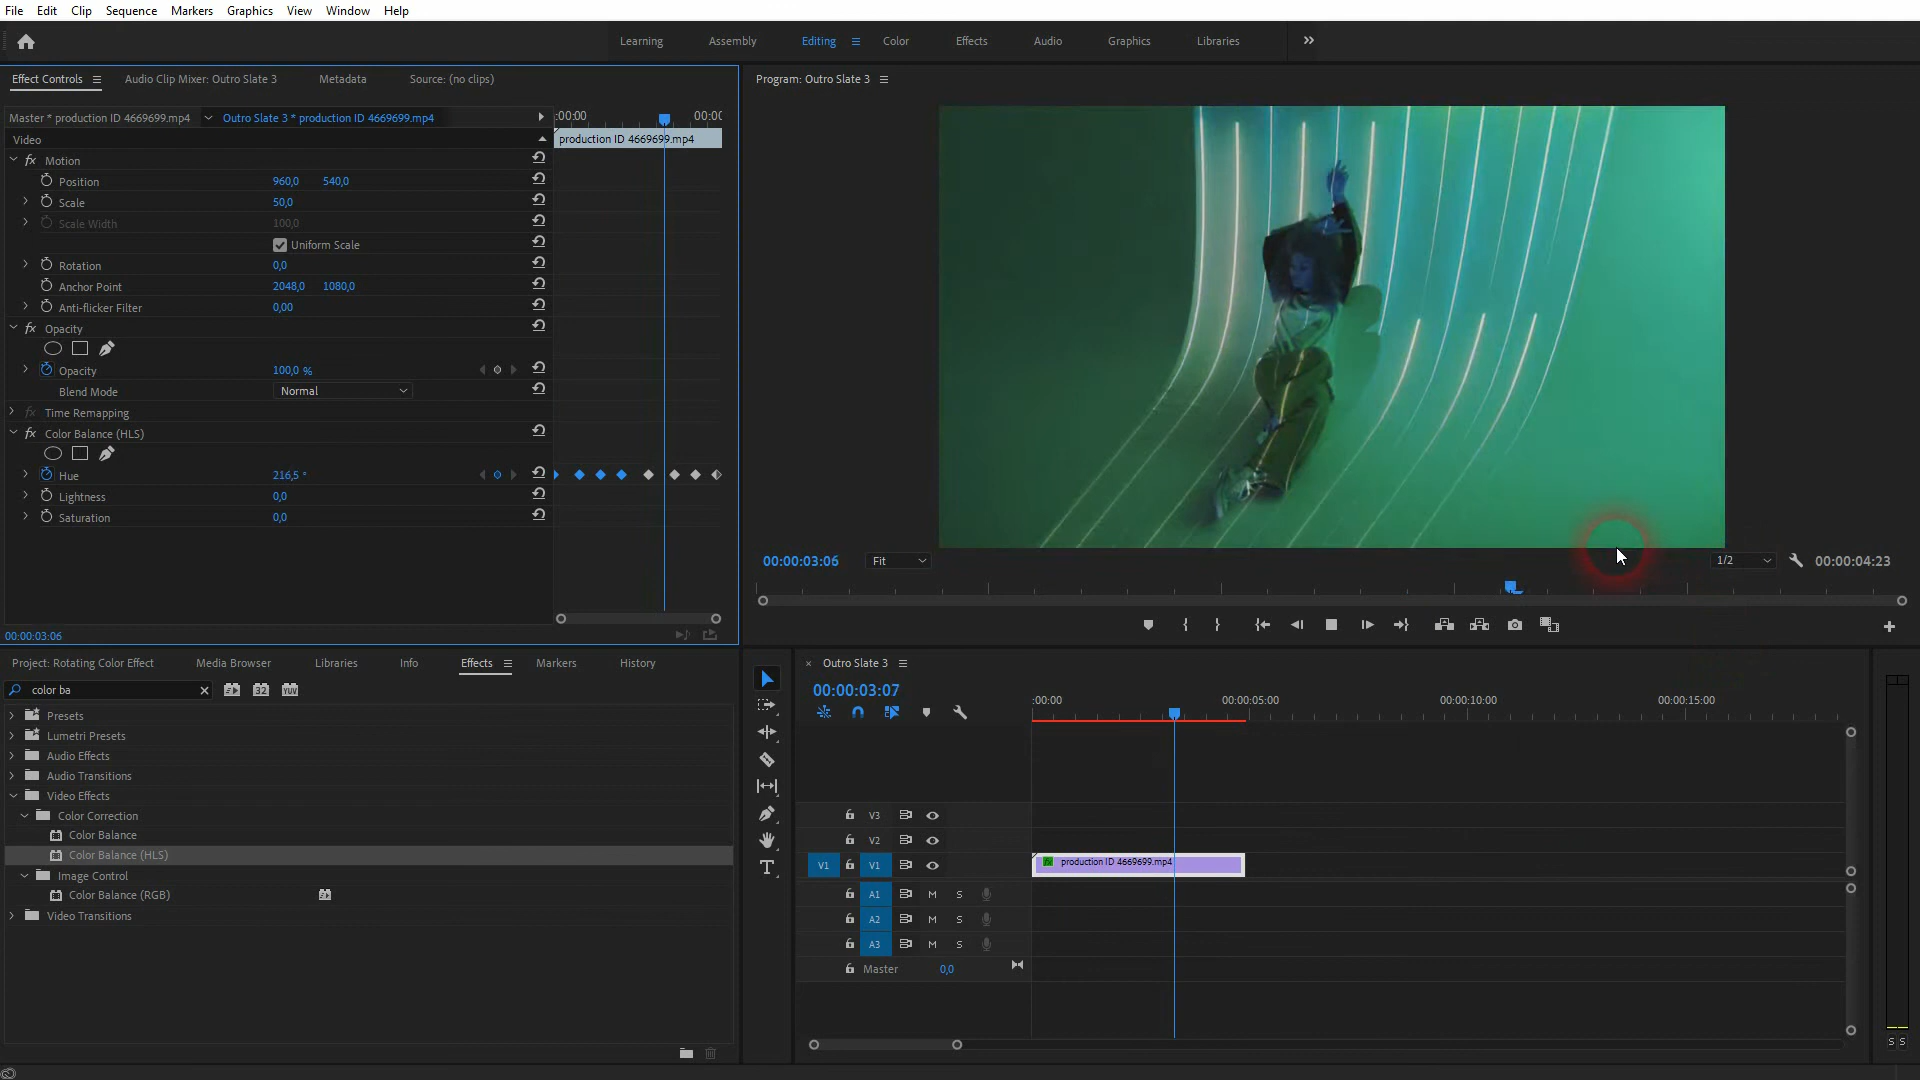 File Edit Clip Sequence Markers Graphics View Window Help
Learning Assembly Editing Color Effects Audio Graphics Libraries
Effect Controls Audio Clip Mixer: Outro Slate 3 Metadata Source: (no clips)
Program: Outro Slate 3
Master * production ID 4669699.mp4 Outro Slate 3 * production ID 4669699.mp4 :00:00 00:0(
Video production ID 4669699.mp4
fx Motion
Position 960,0 540,0
Scale 50,0
Scale Width 100,0
Uniform Scale
Rotation 0,0
Anchor Point 2048,0 1080,0
Anti-flicker Filter 0,00
fx Opacity
Opacity 100,0 %
Blend Mode Normal
fx Time Remapping
fx Color Balance (HLS)
Hue 216,5 °
Lightness 0,0
Saturation 0,0
00:00:03:06
00:00:03:06 Fit 1/2 00:00:04:23
Project: Rotating Color Effect Media Browser Libraries Info Effects Markers History
color ba 32 YUV
Presets
Lumetri Presets
Audio Effects
Audio Transitions
Video Effects
Color Correction
Color Balance
Color Balance (HLS)
Image Control
Color Balance (RGB)
Video Transitions
× Outro Slate 3
00:00:03:07
:00:00 00:00:05:00 00:00:10:00 00:00:15:00
V3
V2
V1 V1 fx production ID 4669699.mp4
A1 M S
A2 M S
A3 M S
Master 0,0
S S